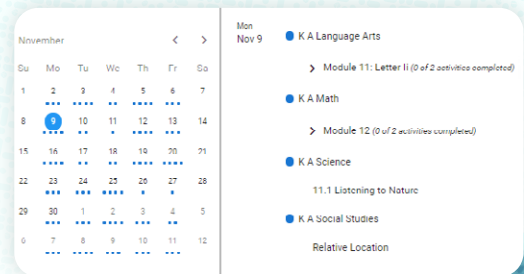 November < >
Su Mo Tu We Th Fr Sa
1 2 3 4 5 6 7
8 9 10 11 12 13 14
15 16 17 18 19 20 21
22 23 24 25 26 27 28
29 30 1 2 3 4 5
6 7 8 9 10 11 12
Mon
Nov 9
K A Language Arts
> Module 11: Letter Ii (0 of 2 activities completed)
K A Math
> Module 12 (0 of 2 activities completed)
K A Science
11.1 Listening to Nature
K A Social Studies
Relative Location